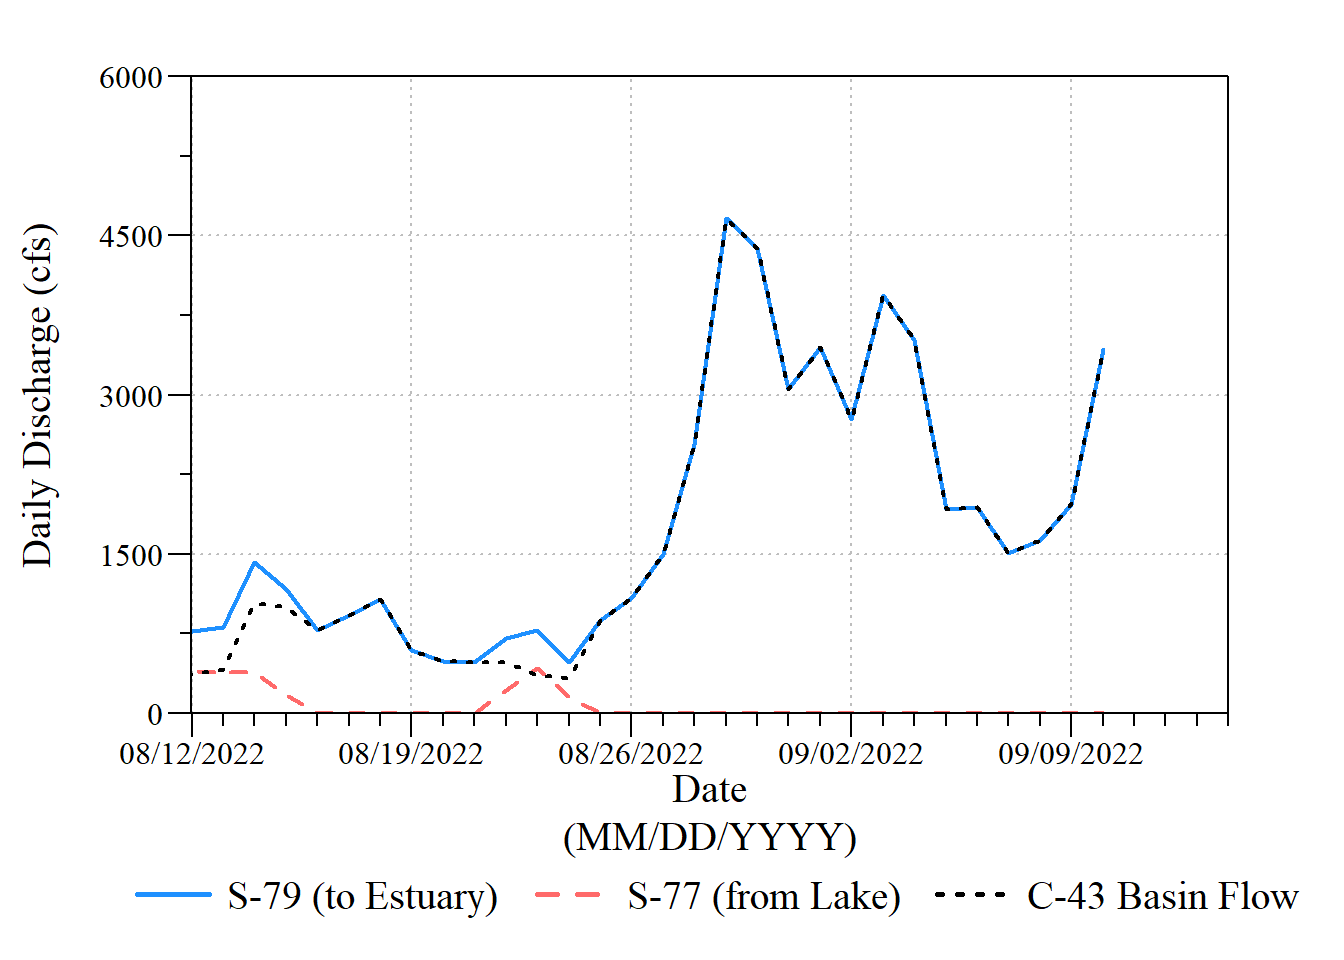 6000
4500
3000
1500
0
Daily Discharge (cfs)
08/12/2022 08/19/2022 08/26/2022 09/02/2022 09/09/2022
Date
(MM/DD/YYYY)
S-79 (to Estuary) S-77 (from Lake) C-43 Basin Flow